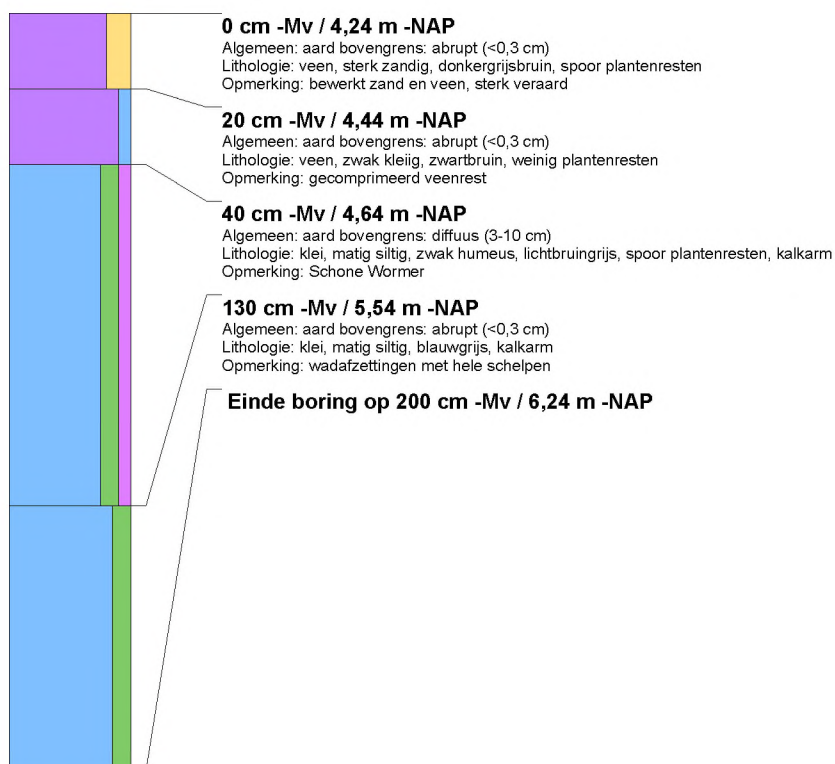 0 cm -Mv / 4,24 m -NAP
Algemeen: aard bovengrens: abrupt (<0,3 cm)
Lithologie: veen, sterk zandig, donkergrijsbruin, spoor plantenresten
Opmerking: bewerkt zand en veen, sterk veraard
20 cm -Mv / 4,44 m -NAP
Algemeen: aard bovengrens: abrupt (<0,3 cm)
Lithologie: veen, zwak kleiig, zwartbruin, weinig plantenresten
Opmerking: gecomprimeerd veenrest
40 cm -Mv / 4,64 m -NAP
Algemeen: aard bovengrens: diffuus (3-10 cm)
Lithologie: klei, matig siltig, zwak humeus, lichtbruingrijs, spoor plantenresten, kalkarm
Opmerking: Schone Wormer
130 cm -Mv / 5,54 m -NAP
Algemeen: aard bovengrens: abrupt (<0,3 cm)
Lithologie: klei, matig siltig, blauwgrijs, kalkarm
Opmerking: wadafzettingen met hele schelpen
Einde boring op 200 cm -Mv / 6,24 m -NAP